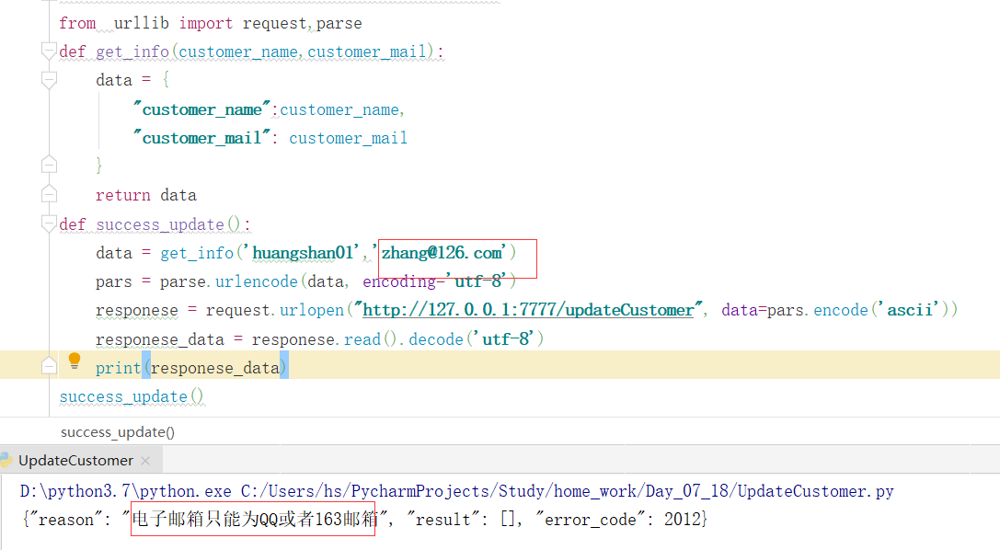 from urllib import request,parse
def get_info(customer_name,customer_mail):
data = {
"customer_name":customer_name,
"customer_mail": customer_mail
}
return data
def success_update():
data = get_info('huangshan01','zhang@126.com')
pars = parse.urlencode(data, encoding='utf-8')
responese = request.urlopen("http://127.0.0.1:7777/updateCustomer", data=pars.encode('ascii'))
responese_data = responese.read().decode('utf-8')
print(responese_data)
success_update()
success_update()
UpdateCustomer ×
D:\python3.7\python.exe C:/Users/hs/PycharmProjects/Study/home_work/Day_07_18/UpdateCustomer.py
{"reason": "电子邮箱只能为QQ或者163邮箱", "result": [], "error_code": 2012}